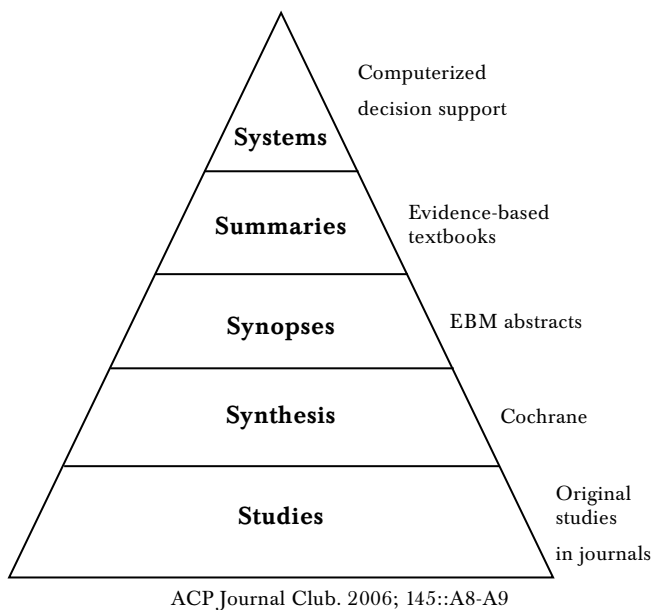 Computerized
decision support
Systems
Summaries
Evidence-based
textbooks
Synopses
EBM abstracts
Synthesis
Cochrane
Studies
Original
studies
in journals
ACP Journal Club. 2006; 145::A8-A9